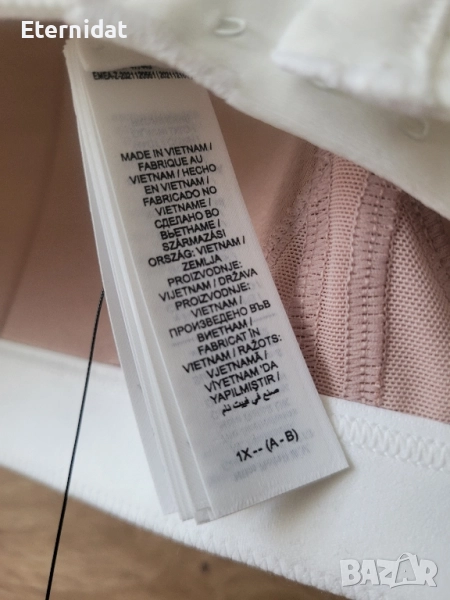 Eternidat
MADE IN VIETNAM /
FABRIQUE AU
VIETNAM / HECHO
EN VIETNAM /
FABRICADO NO
VIETNAME /
СДЕЛАНО ВО
ВЬЕТНАМЕ /
SZÁRMAZÁSI
ORSZÁG: VIETNAM /
ZEMLJA
PROIZVODNJE:
VIJETNAM / DRŽAVA
PROIZVODNJE:
VIETNAM /
ПРОИЗВЕДЕНО ВЪВ
ВИЕТНАМ /
FABRICAT ÎN
VIETNAM / RAŽOTS:
VJETNAMĀ /
VİYETNAM 'DA
YAPILMIŞTIR /
صنع في فييت نام
1X -- (A - B)
BAZAR